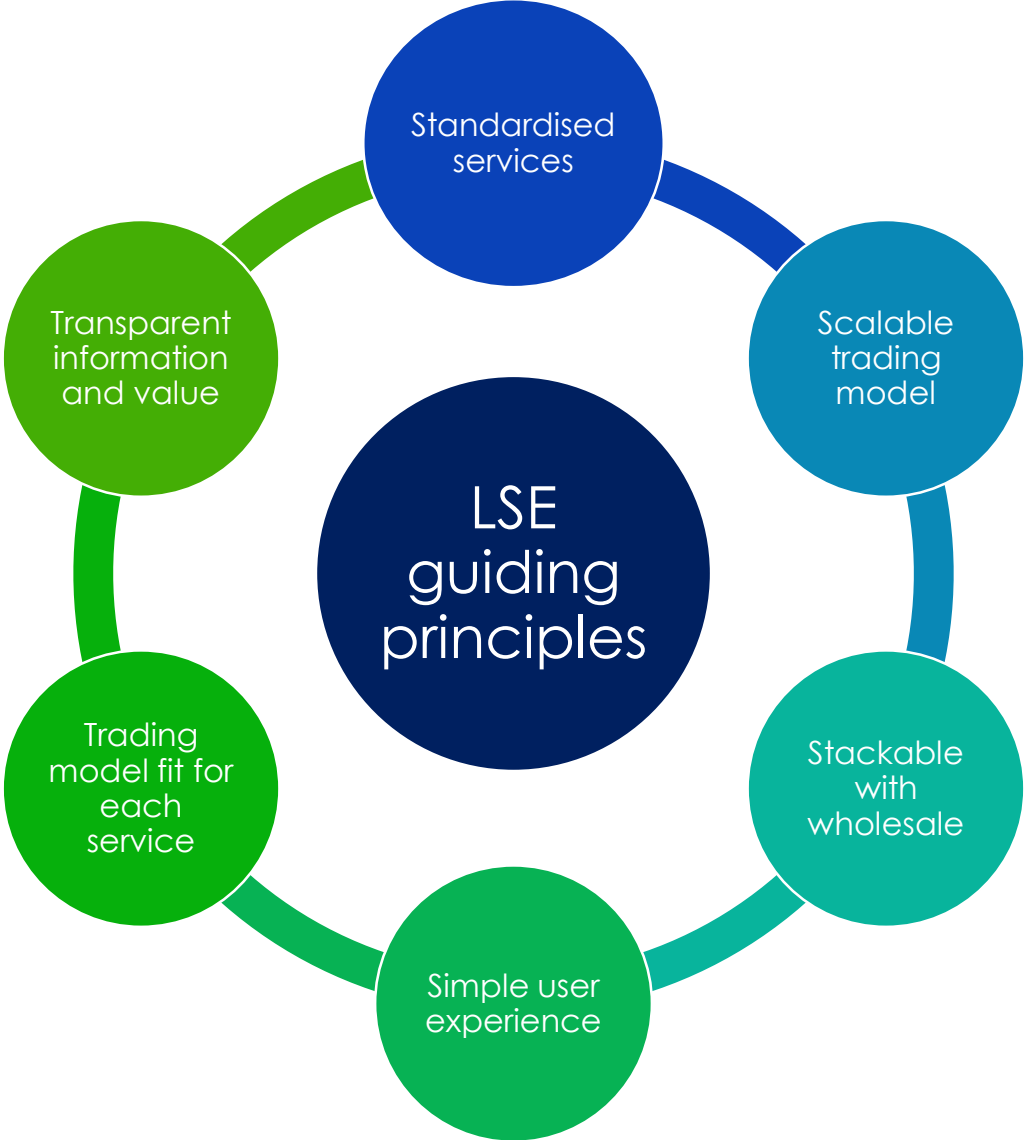 Standardised
services
Scalable
trading
model
Stackable
with
wholesale
Simple user
experience
Trading
model fit for
each
service
Transparent
information
and value
LSE
guiding
principles